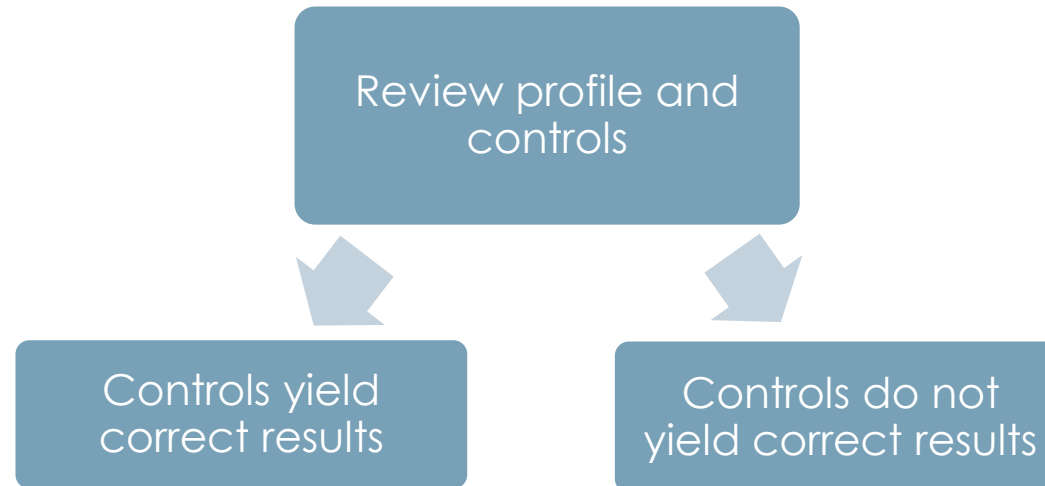 Review profile and
controls
Controls yield
correct results
Controls do not
yield correct results